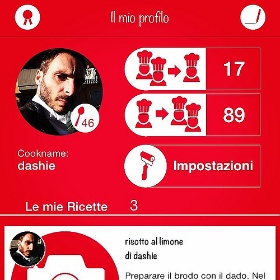 Il mio profilo
17
46
89
Cookname:
dashie
Impostazioni
Le mie Ricette 3
risotto al limone
di dashie
Preparare il brodo con il dado. Nel